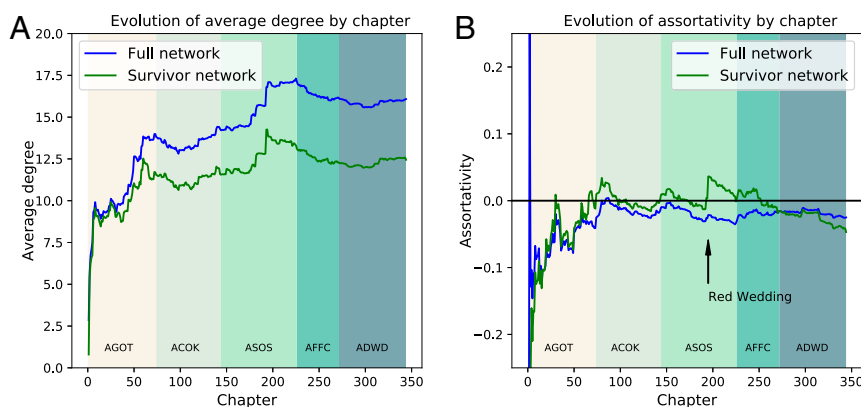 A
Evolution of average degree by chapter
Full network
Survivor network
20.0
17.5
15.0
12.5
10.0
7.5
5.0
2.5
0.0
Average degree
AGOT
ACOK
ASOS
AFFC
ADWD
0
50
100
150
200
250
300
350
Chapter
B
Evolution of assortativity by chapter
Full network
Survivor network
0.2
0.1
0.0
−0.1
−0.2
Assortativity
Red Wedding
AGOT
ACOK
ASOS
AFFC
ADWD
0
50
100
150
200
250
300
350
Chapter